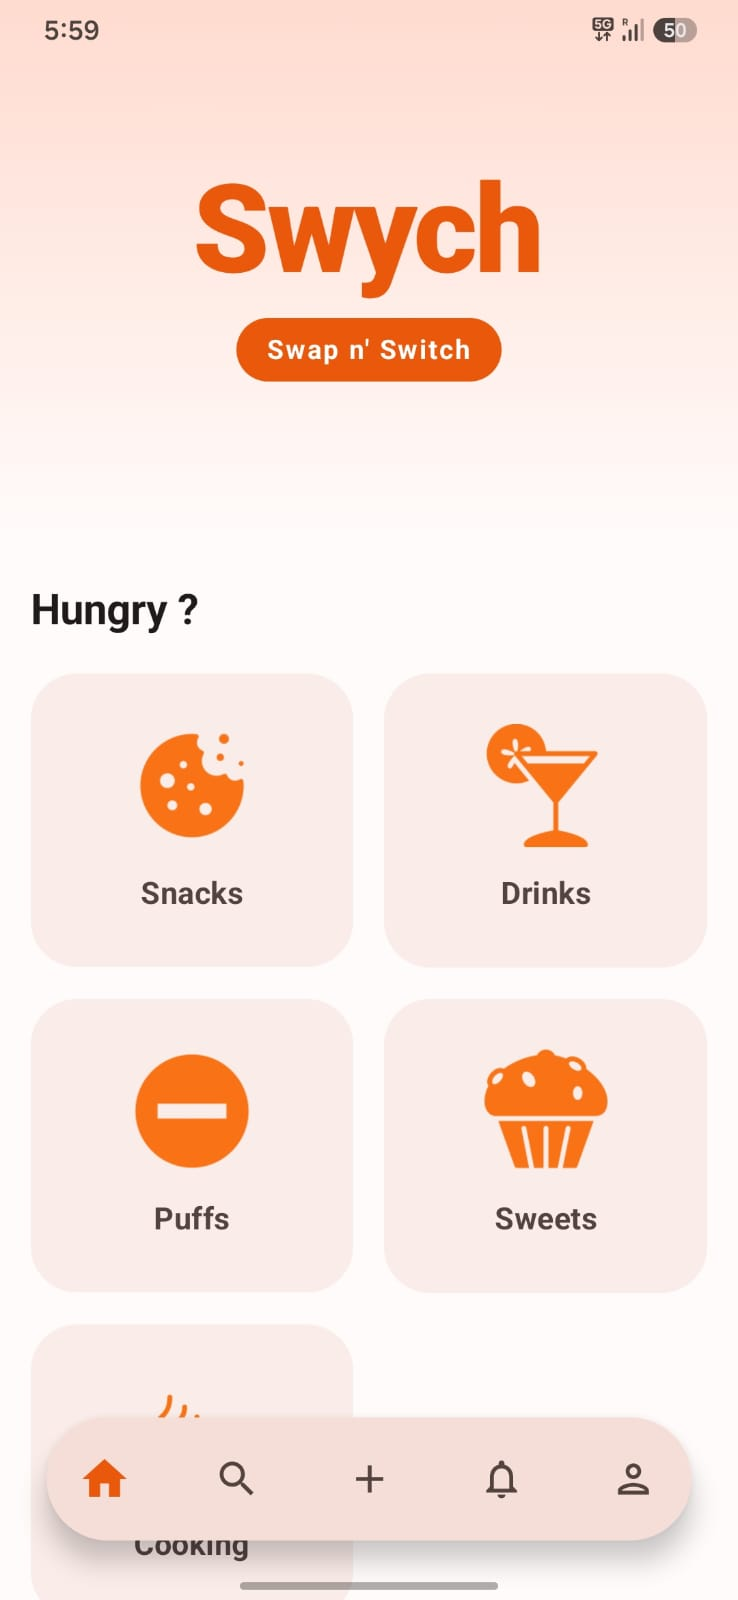 5:59
5G
R
50
Swych
Swap n' Switch
Hungry ?
Snacks
Drinks
Puffs
Sweets
Cooking